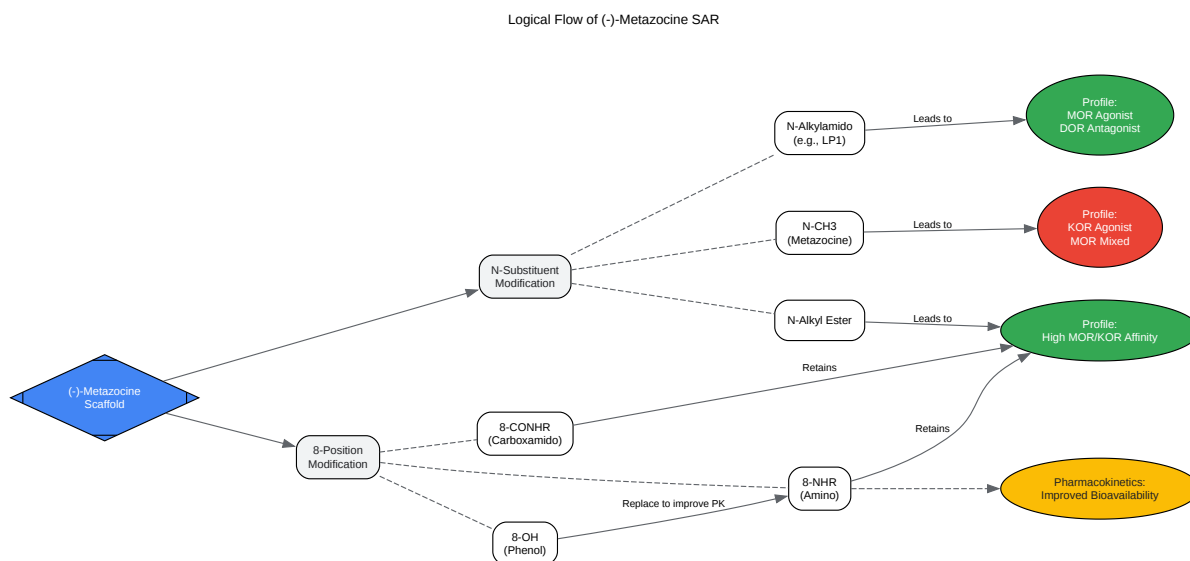 Logical Flow of (-)-Metazocine SAR
N-Alkylamido
(e.g., LP1)
Leads to
Profile:
MOR Agonist
DOR Antagonist
N-CH3
(Metazocine)
Leads to
Profile:
KOR Agonist
MOR Mixed
N-Substituent
Modification
N-Alkyl Ester
Leads to
Profile:
High MOR/KOR Affinity
Retains
(-)-Metazocine
Scaffold
8-CONHR
(Carboxamido)
Retains
8-Position
Modification
8-NHR
(Amino)
Pharmacokinetics:
Improved Bioavailability
Replace to improve PK
8-OH
(Phenol)